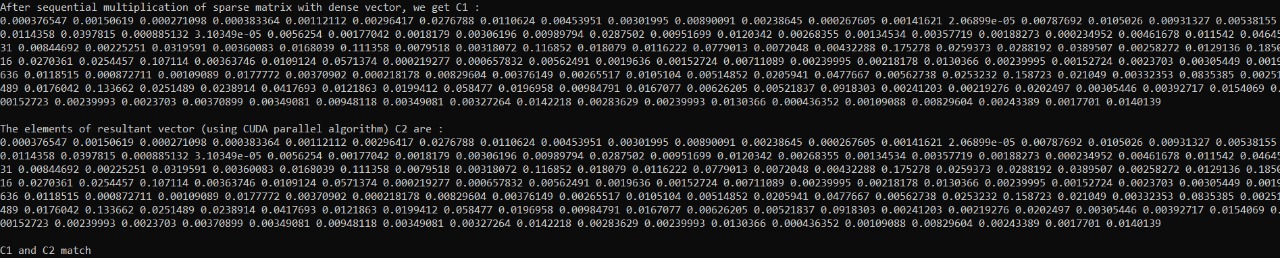 After sequential multiplication of sparse matrix with dense vector, we get C1 :
0.000376547 0.00150619 0.000271098 0.000383364 0.00112112 0.00296417 0.0276788 0.0110624 0.00453951 0.00301995 0.00890091 0.00238645 0.000267605 0.00141621 2.06899e-05 0.00787692 0.0105026 0.00931327 0.00538155
0.0114358 0.0397815 0.000885132 3.10349e-05 0.0056254 0.00177042 0.0018179 0.00306196 0.00989794 0.0287502 0.00951699 0.0120342 0.00268355 0.00134534 0.00357719 0.00188273 0.000234952 0.00461678 0.011542 0.04645
31 0.00844692 0.00225251 0.0319591 0.00360083 0.0168039 0.111358 0.0079518 0.00318072 0.116852 0.018079 0.0116222 0.0779013 0.0072048 0.00432288 0.175278 0.0259373 0.0288192 0.0389507 0.00258272 0.0129136 0.1856
16 0.0270361 0.0254457 0.107114 0.00363746 0.0109124 0.0571374 0.000219277 0.000657832 0.00562491 0.0019636 0.00152724 0.00711089 0.00239995 0.00218178 0.0130366 0.00239995 0.00152724 0.0023703 0.00305449 0.0019
636 0.0118515 0.000872711 0.00109089 0.0177772 0.00370902 0.000218178 0.00829604 0.00376149 0.00265517 0.0105104 0.00514852 0.0205941 0.0477667 0.00562738 0.0253232 0.158723 0.021049 0.00332353 0.0835385 0.00251
489 0.0176042 0.133662 0.0251489 0.0238914 0.0417693 0.0121863 0.0199412 0.058477 0.0196958 0.00984791 0.0167077 0.00626205 0.00521837 0.0918303 0.00241203 0.00219276 0.0202497 0.00305446 0.00392717 0.0154069 0.
00152723 0.00239993 0.0023703 0.00370899 0.00349081 0.00948118 0.00349081 0.00327264 0.0142218 0.00283629 0.00239993 0.0130366 0.000436352 0.00109088 0.00829604 0.00243389 0.0017701 0.0140139
The elements of resultant vector (using CUDA parallel algorithm) C2 are :
0.000376547 0.00150619 0.000271098 0.000383364 0.00112112 0.00296417 0.0276788 0.0110624 0.00453951 0.00301995 0.00890091 0.00238645 0.000267605 0.00141621 2.06899e-05 0.00787692 0.0105026 0.00931327 0.00538155
0.0114358 0.0397815 0.000885132 3.10349e-05 0.0056254 0.00177042 0.0018179 0.00306196 0.00989794 0.0287502 0.00951699 0.0120342 0.00268355 0.00134534 0.00357719 0.00188273 0.000234952 0.00461678 0.011542 0.04645
31 0.00844692 0.00225251 0.0319591 0.00360083 0.0168039 0.111358 0.0079518 0.00318072 0.116852 0.018079 0.0116222 0.0779013 0.0072048 0.00432288 0.175278 0.0259373 0.0288192 0.0389507 0.00258272 0.0129136 0.1856
16 0.0270361 0.0254457 0.107114 0.00363746 0.0109124 0.0571374 0.000219277 0.000657832 0.00562491 0.0019636 0.00152724 0.00711089 0.00239995 0.00218178 0.0130366 0.00239995 0.00152724 0.0023703 0.00305449 0.0019
636 0.0118515 0.000872711 0.00109089 0.0177772 0.00370902 0.000218178 0.00829604 0.00376149 0.00265517 0.0105104 0.00514852 0.0205941 0.0477667 0.00562738 0.0253232 0.158723 0.021049 0.00332353 0.0835385 0.00251
489 0.0176042 0.133662 0.0251489 0.0238914 0.0417693 0.0121863 0.0199412 0.058477 0.0196958 0.00984791 0.0167077 0.00626205 0.00521837 0.0918303 0.00241203 0.00219276 0.0202497 0.00305446 0.00392717 0.0154069 0.
00152723 0.00239993 0.0023703 0.00370899 0.00349081 0.00948118 0.00349081 0.00327264 0.0142218 0.00283629 0.00239993 0.0130366 0.000436352 0.00109088 0.00829604 0.00243389 0.0017701 0.0140139
C1 and C2 match